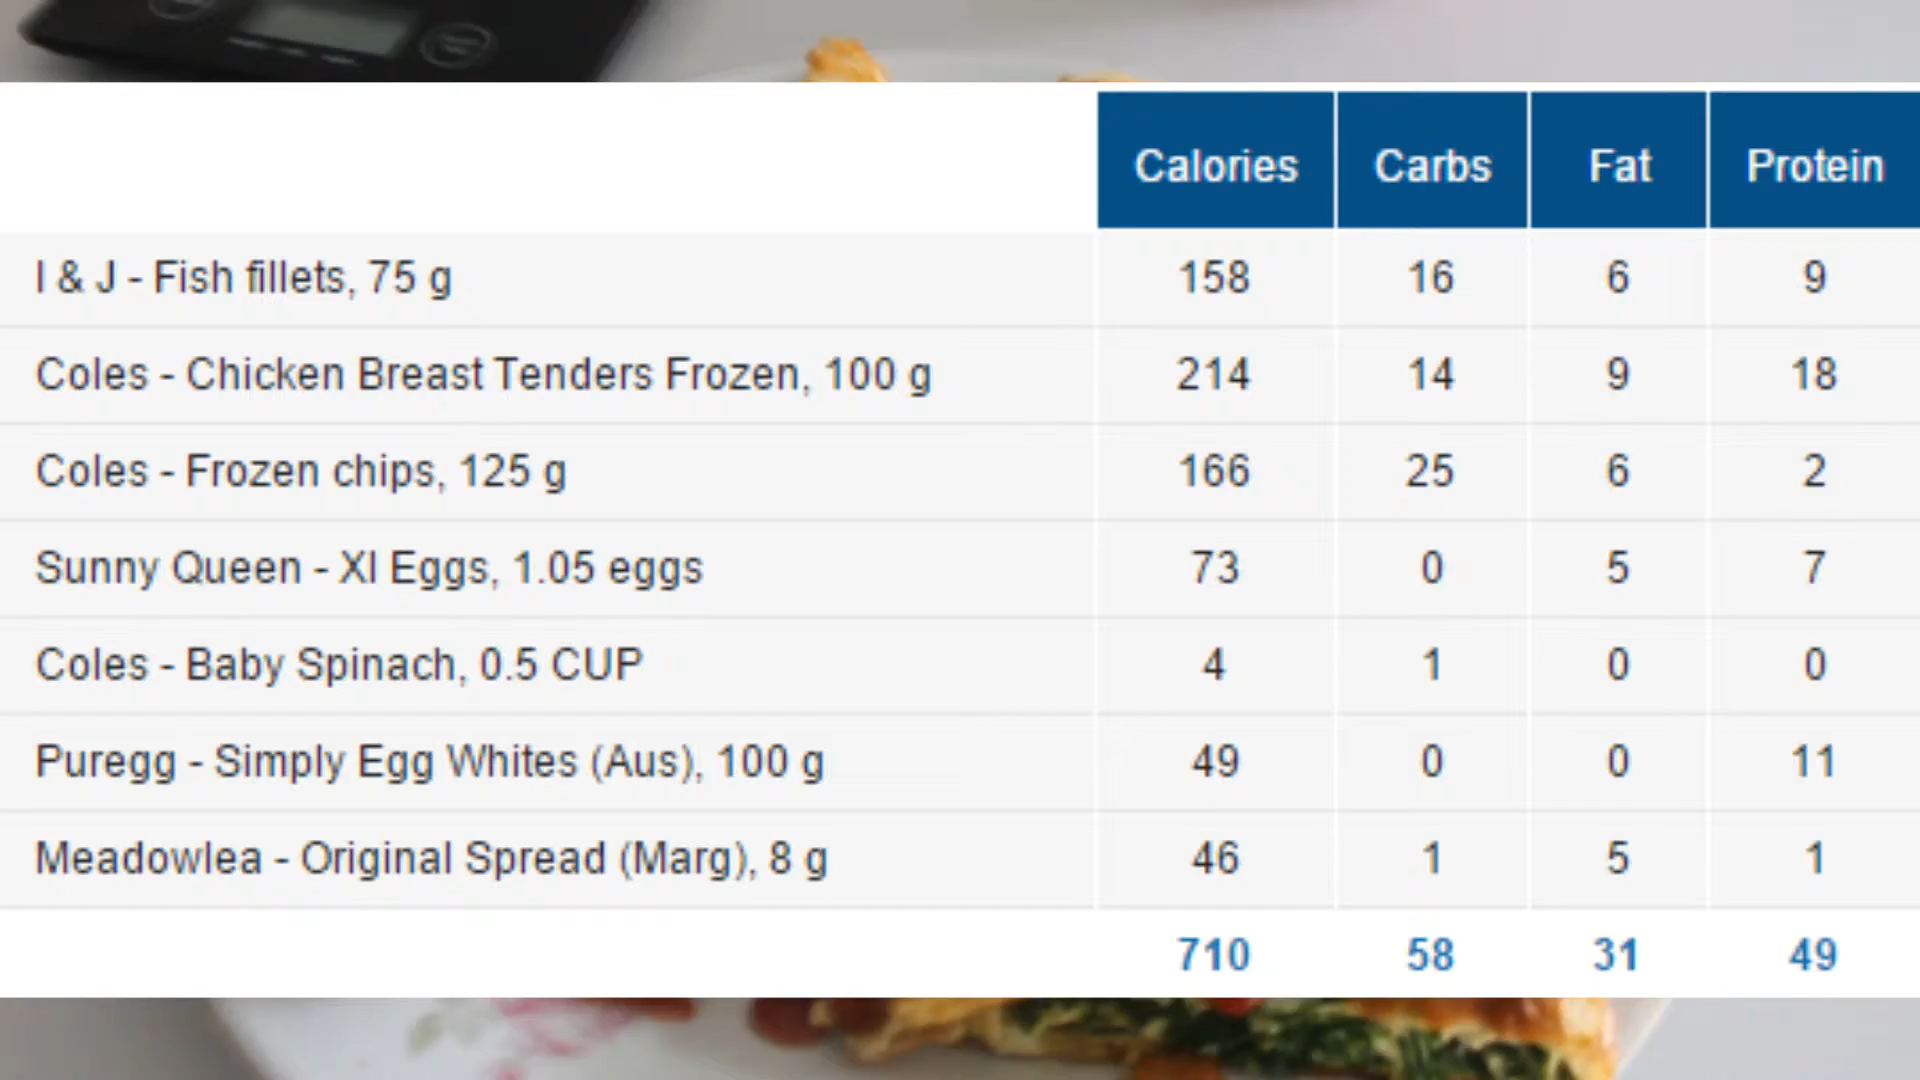 Calories Carbs Fat Protein
I & J - Fish fillets, 75 g 158 16 6 9
Coles - Chicken Breast Tenders Frozen, 100 g 214 14 9 18
Coles - Frozen chips, 125 g 166 25 6 2
Sunny Queen - Xl Eggs, 1.05 eggs 73 0 5 7
Coles - Baby Spinach, 0.5 CUP 4 1 0 0
Puregg - Simply Egg Whites (Aus), 100 g 49 0 0 11
Meadowlea - Original Spread (Marg), 8 g 46 1 5 1
710 58 31 49